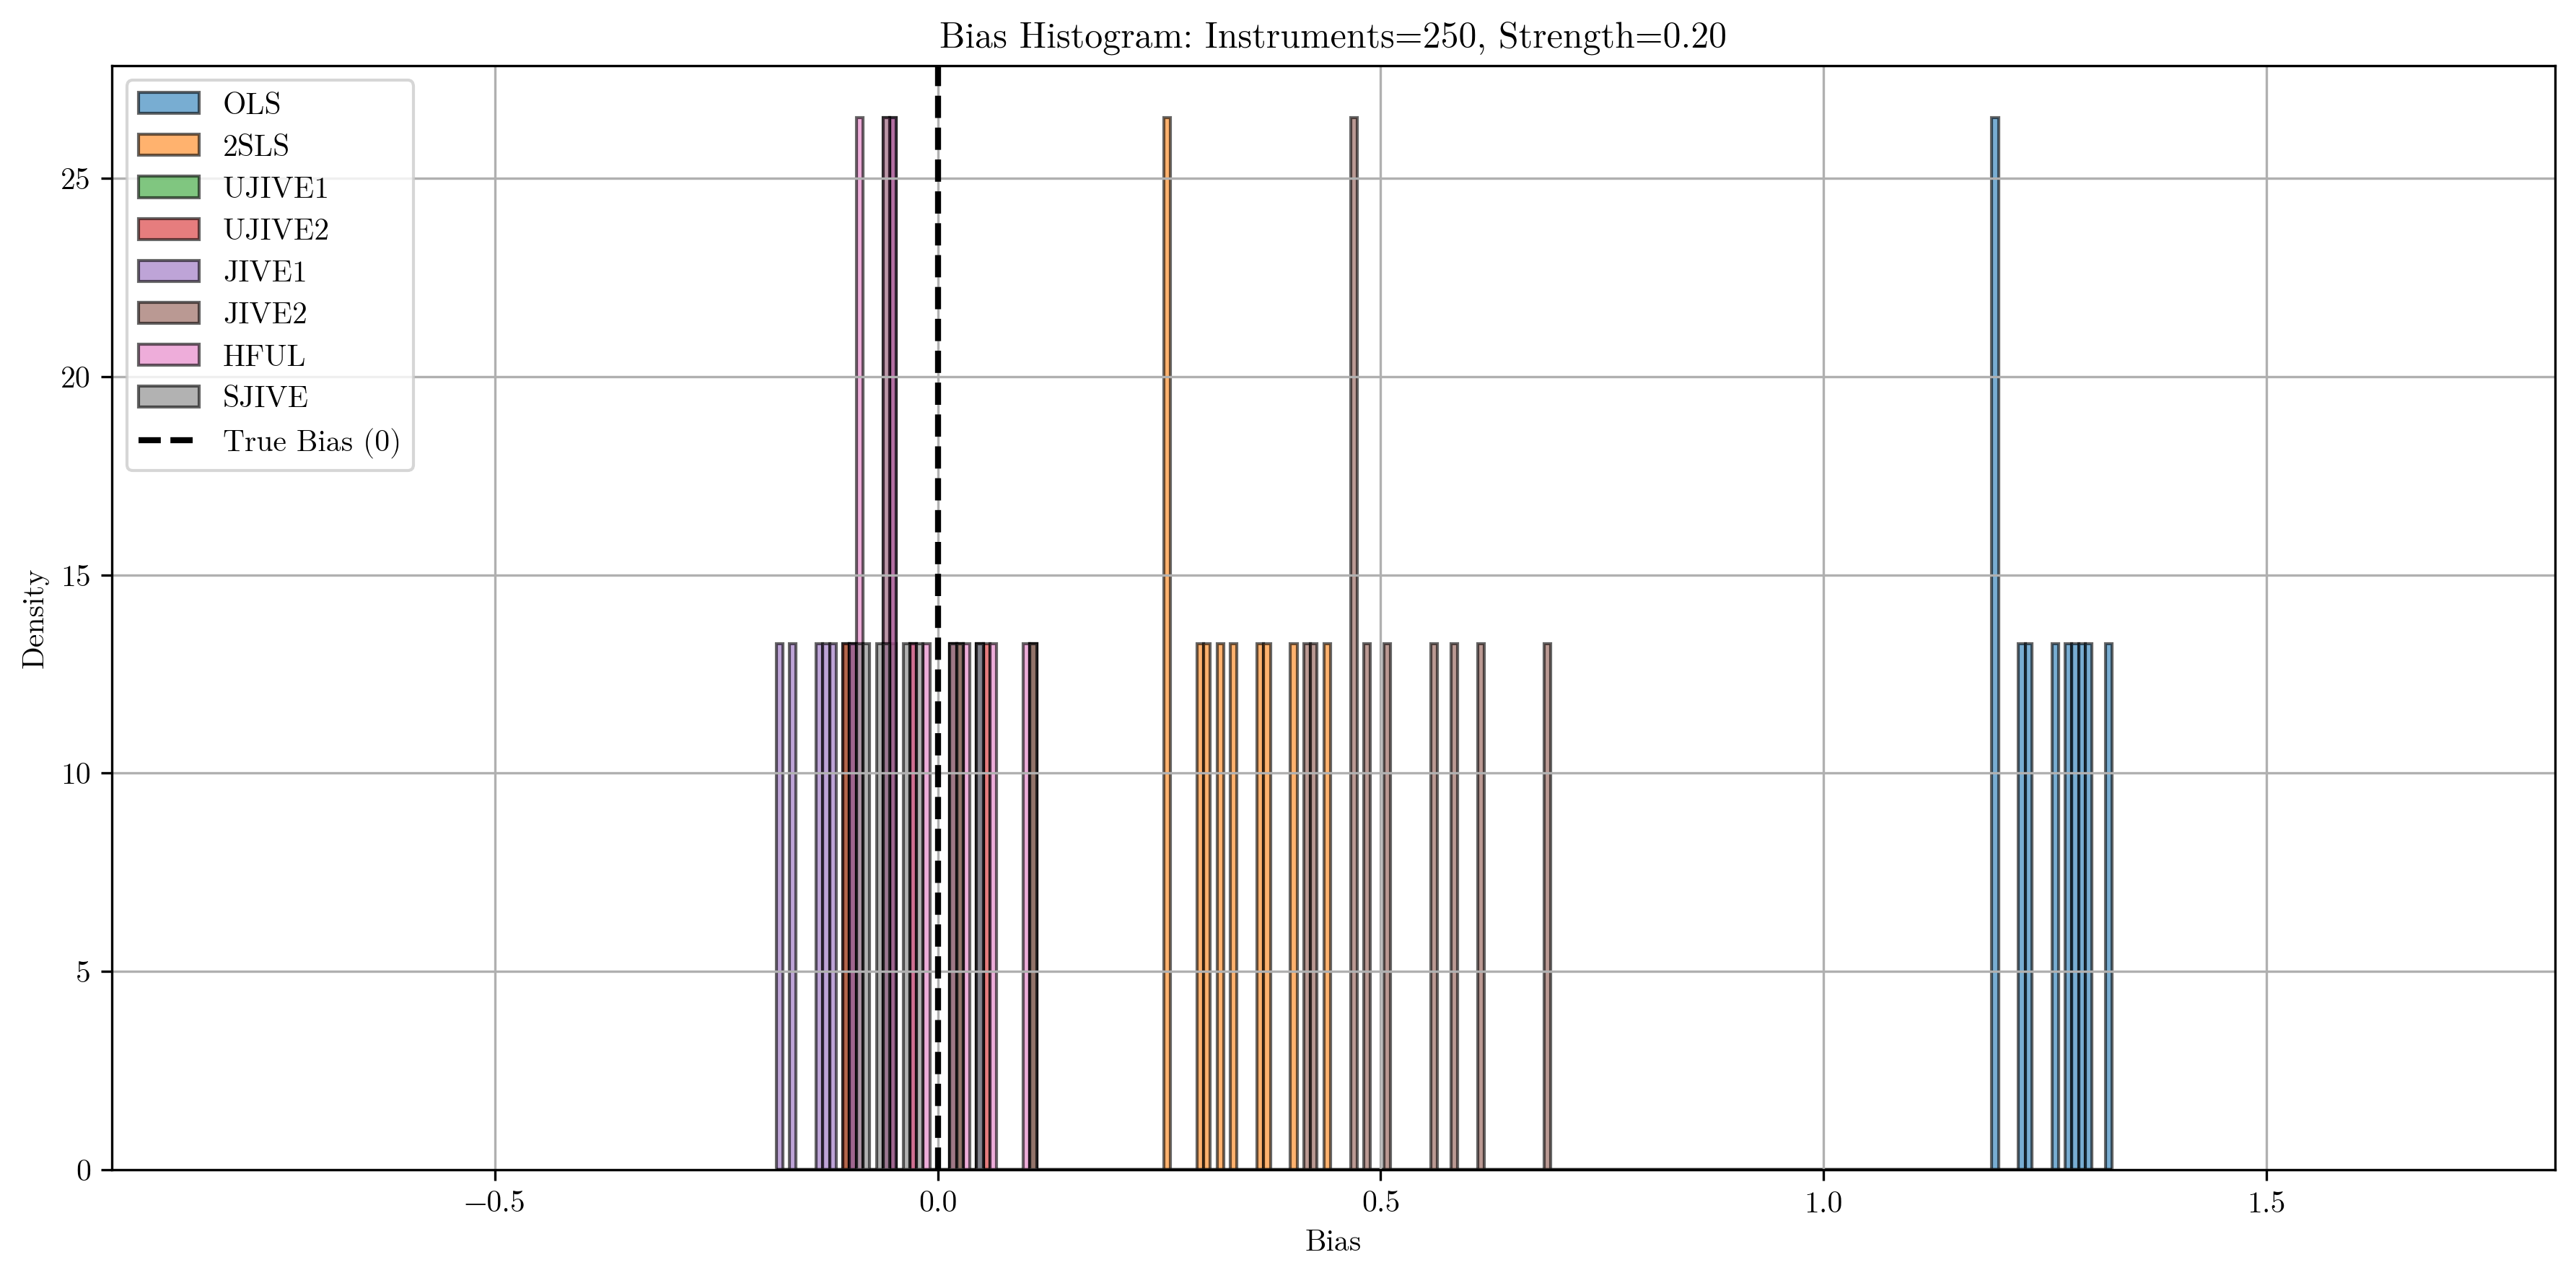 Bias Histogram: Instruments=250, Strength=0.20
OLS
2SLS
UJIVE1
UJIVE2
JIVE1
JIVE2
HFUL
SJIVE
True Bias (0)
Density
25
20
15
10
5
0
−0.5
0.0
0.5
1.0
1.5
Bias